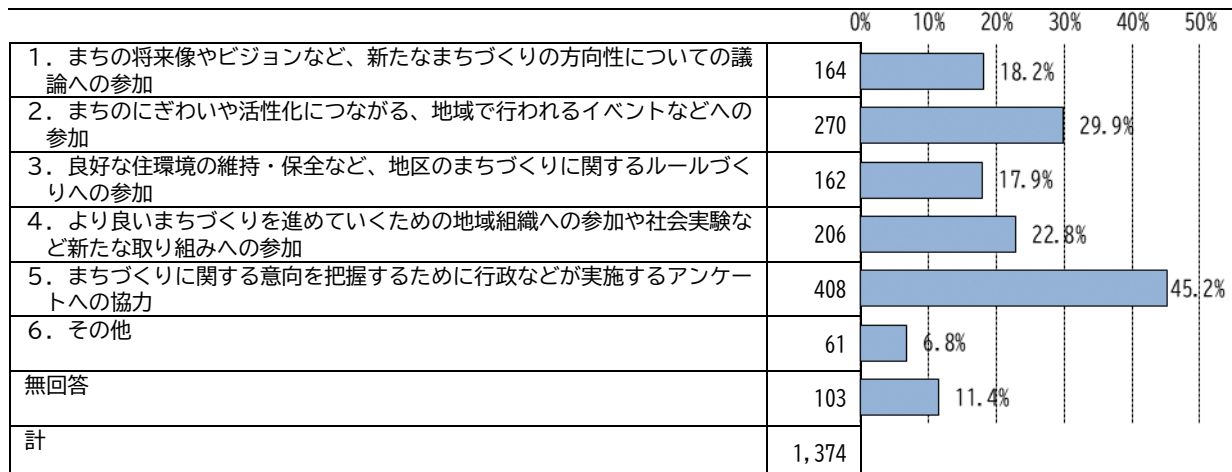 0% 10% 20% 30% 40% 50%
1．まちの将来像やビジョンなど、新たなまちづくりの方向性についての議
論への参加
164
18.2%
2．まちのにぎわいや活性化につながる、地域で行われるイベントなどへの
参加
270
29.9%
3．良好な住環境の維持・保全など、地区のまちづくりに関するルールづく
りへの参加
162
17.9%
4．より良いまちづくりを進めていくための地域組織への参加や社会実験な
ど新たな取り組みへの参加
206
22.8%
5．まちづくりに関する意向を把握するために行政などが実施するアンケー
トへの協力
408
45.2%
6．その他
61
6.8%
無回答
103
11.4%
計
1,374